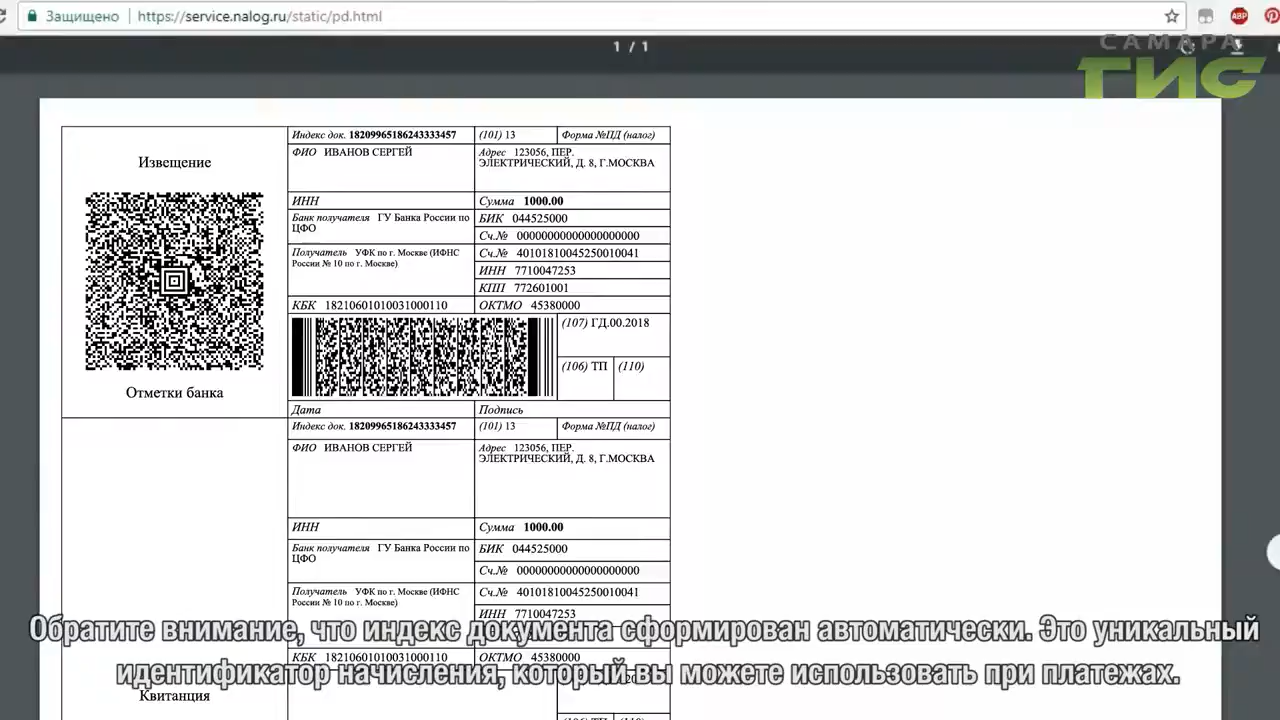 Защищено https://service.nalog.ru/static/pd.html
ABP
САМАРА
ГИС
1 / 1
Извещение
Отметки банка
Индекс док. 18209965186243333457 (101) 13 Форма №ПД (налог)
ФИО ИВАНОВ СЕРГЕЙ
Адрес 123056, ПЕР.
ЭЛЕКТРИЧЕСКИЙ, Д. 8, Г.МОСКВА
ИНН
Сумма 1000.00
Банк получателя ГУ Банка России по
ЦФО
БИК 044525000
Сч.№ 00000000000000000000
Получатель УФК по г. Москве (ИФНС
России № 10 по г. Москве)
Сч.№ 40101810045250010041
ИНН 7710047253
КПП 772601001
КБК 18210601010031000110 ОКТМО 45380000
(107) ГД.00.2018
(106) ТП (110)
Дата Подпись
Индекс док. 18209965186243333457 (101) 13 Форма №ПД (налог)
ФИО ИВАНОВ СЕРГЕЙ
Адрес 123056, ПЕР.
ЭЛЕКТРИЧЕСКИЙ, Д. 8, Г.МОСКВА
ИНН
Сумма 1000.00
Банк получателя ГУ Банка России по
ЦФО
БИК 044525000
Сч.№ 00000000000000000000
Получатель УФК по г. Москве (ИФНС
России № 10 по г. Москве)
Сч.№ 40101810045250010041
ИНН 7710047253
Обратите внимание, что индекс документа сформирован автоматически. Это уникальный
КБК 18210601010031000110 ОКТМО 45380000
идентификатор начисления, который вы можете использовать при платежах.
Квитанция